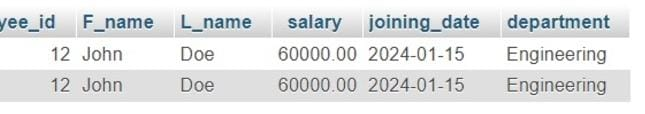 yee_id F_name L_name salary joining_date department
12 John Doe 60000.00 2024-01-15 Engineering
12 John Doe 60000.00 2024-01-15 Engineering